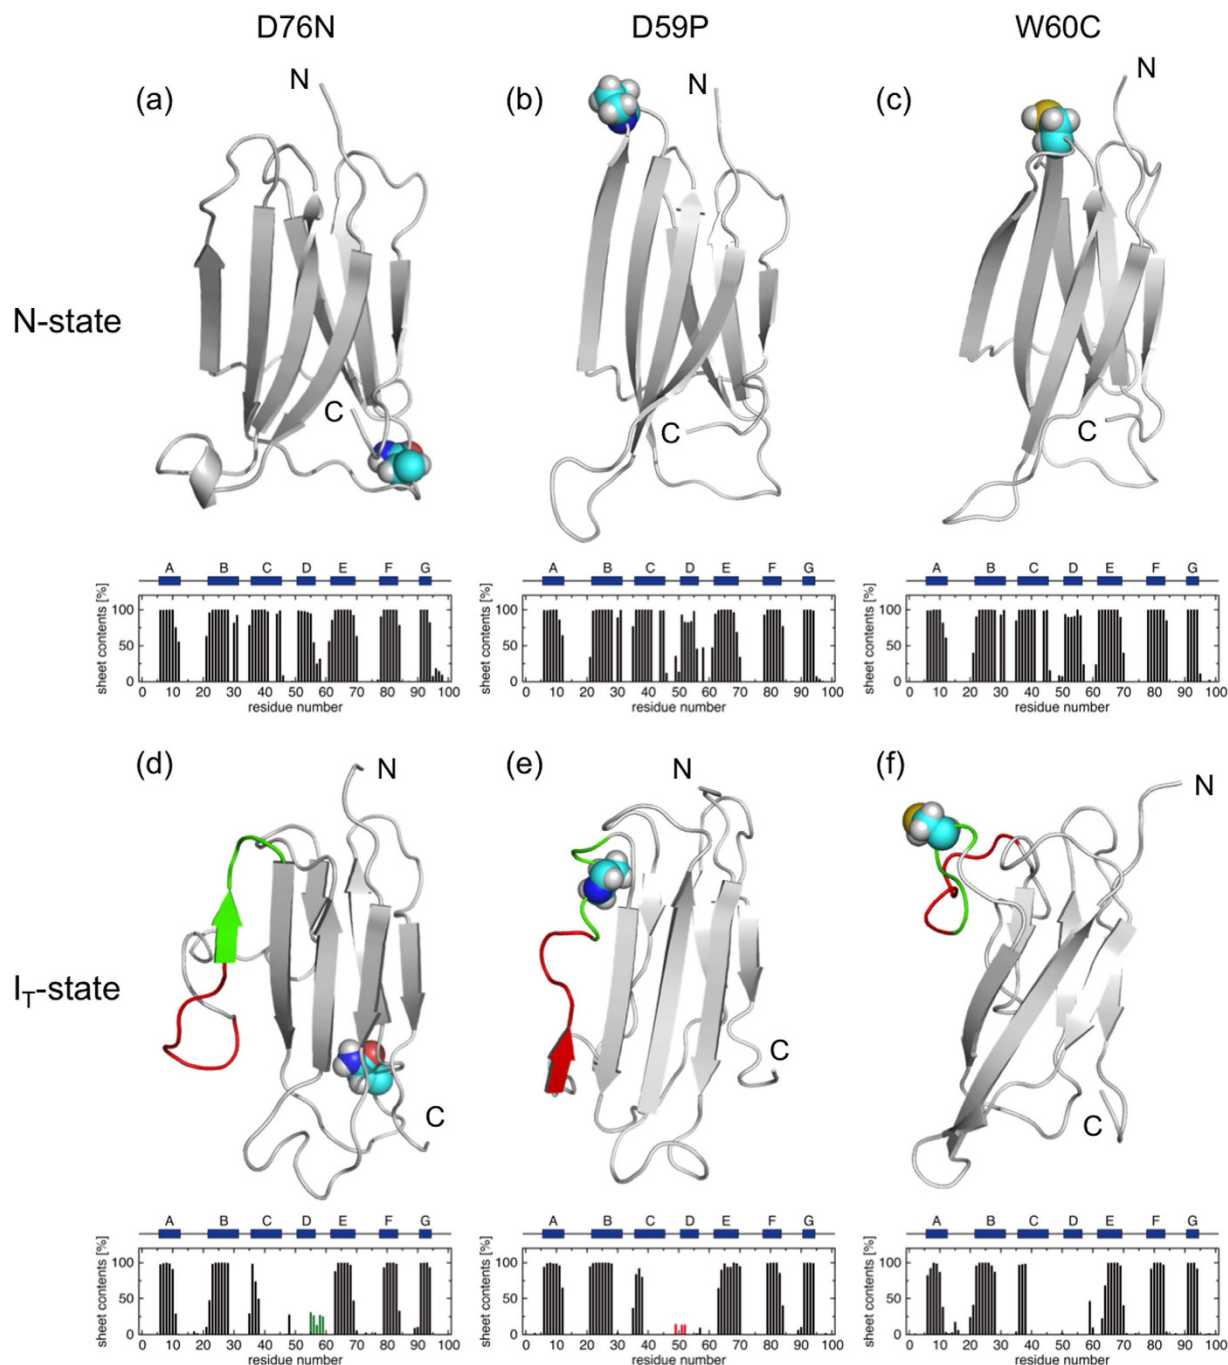 D76N D59P W60C
(a) N (b) N (c) N
N-state
C C C
A B C D E F G A B C D E F G A B C D E F G
sheet contents [%] sheet contents [%] sheet contents [%]
100 100 100
50 50 50
0 0 0
0 10 20 30 40 50 60 70 80 90 100 0 10 20 30 40 50 60 70 80 90 100 0 10 20 30 40 50 60 70 80 90 100
residue number residue number residue number
(d) N (e) N (f) N
I_T-state
C C C
A B C D E F G A B C D E F G A B C D E F G
sheet contents [%] sheet contents [%] sheet contents [%]
100 100 100
50 50 50
0 0 0
0 10 20 30 40 50 60 70 80 90 100 0 10 20 30 40 50 60 70 80 90 100 0 10 20 30 40 50 60 70 80 90 100
residue number residue number residue number